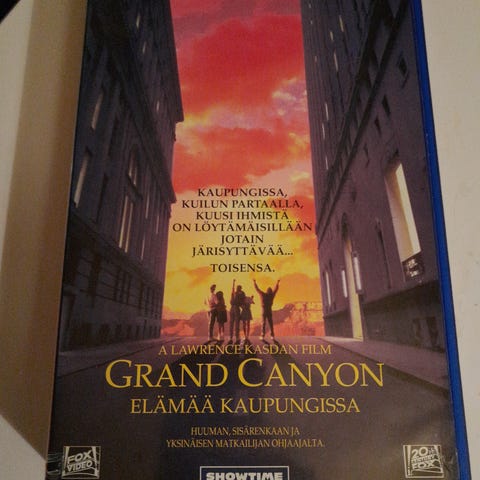 KAUPUNGISSA,
KUILUN PARTAALLA,
KUUSI IHMISTÄ
ON LÖYTÄMÄISILLÄÄN
JOTAIN
JÄRISYTTÄVÄÄ...
TOISENSA.
A LAWRENCE KASDAN FILM
GRAND CANYON
ELÄMÄÄ KAUPUNGISSA
HUUMAN, SISÄRENKAAN JA
YKSINÄISEN MATKAILIJAN OHJAAJALTA.
FOX
VIDEO
20th
CENTURY
FOX
SHOWTIME